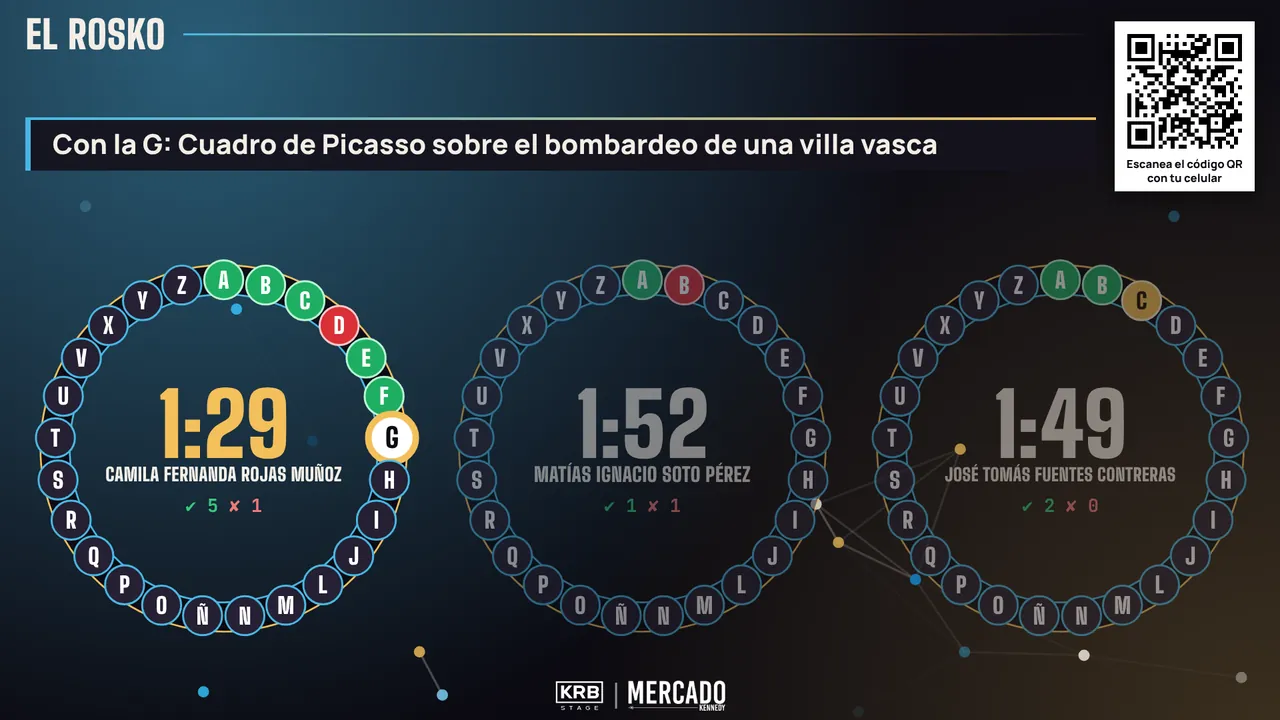 EL ROSKO
Con la G: Cuadro de Picasso sobre el bombardeo de una villa vasca
Escanea el código QR
con tu celular
A B C D E F G H I J L M N Ñ O P Q R S T U V X Y Z
1:29
CAMILA FERNANDA ROJAS MUÑOZ
✔ 5 ✘ 1
A B C D E F G H I J L M N Ñ O P Q R S T U V X Y Z
1:52
MATÍAS IGNACIO SOTO PÉREZ
✔ 1 ✘ 1
A B C D E F G H I J L M N Ñ O P Q R S T U V X Y Z
1:49
JOSÉ TOMÁS FUENTES CONTRERAS
✔ 2 ✘ 0
KRB
STAGE
MERCADO
KENNEDY